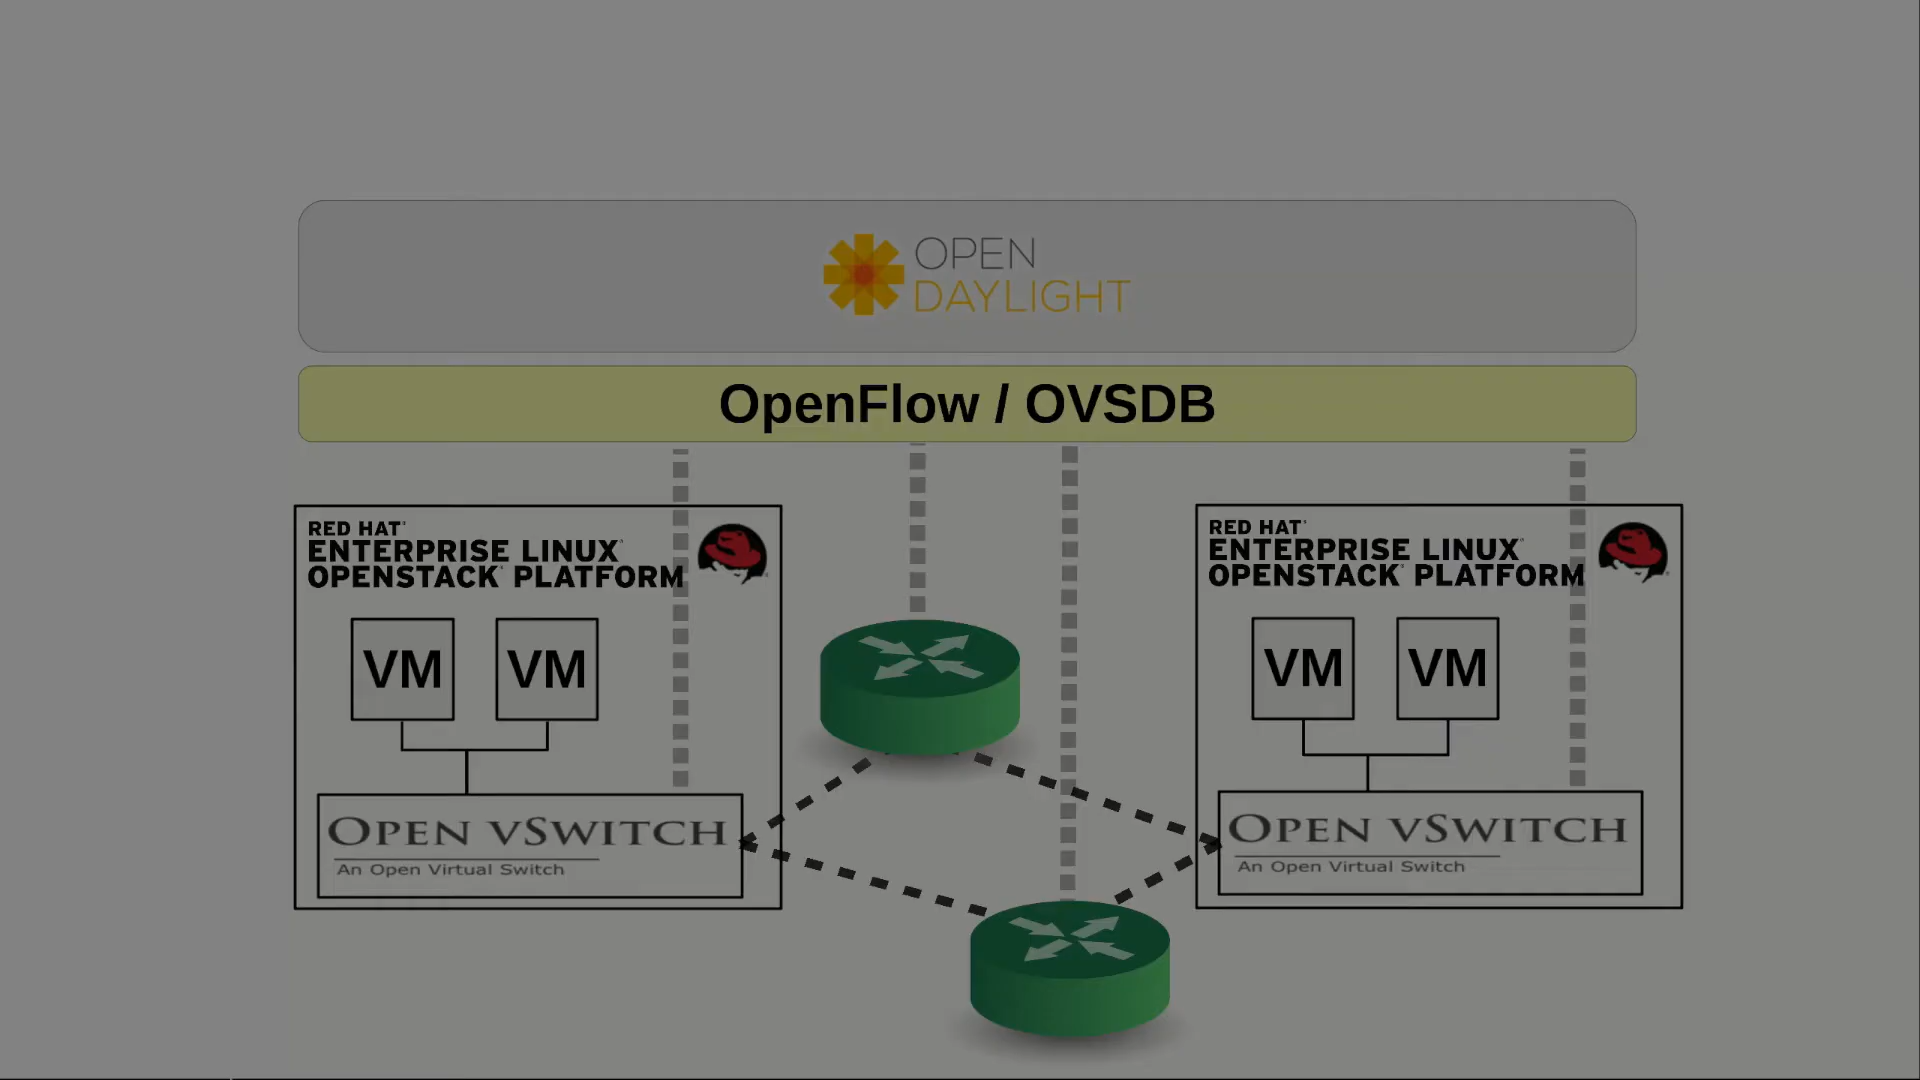 OPEN
DAYLIGHT
OpenFlow / OVSDB
RED HAT
ENTERPRISE LINUX
OPENSTACK PLATFORM
VM VM
OPEN VSWITCH
An Open Virtual Switch
RED HAT
ENTERPRISE LINUX
OPENSTACK PLATFORM
VM VM
OPEN VSWITCH
An Open Virtual Switch